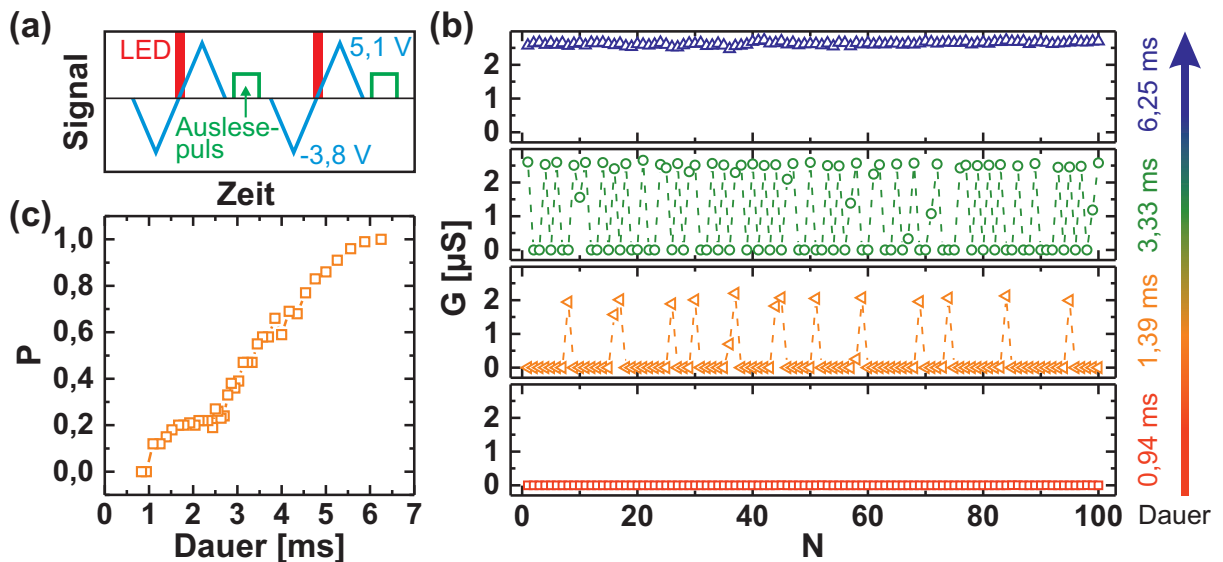 (a)
LED
5,1 V
Auslese-
puls
-3,8 V
Signal
Zeit
(b)
2
1
0
2
1
0
2
1
0
2
1
0
G [µS]
0 20 40 60 80 100
N
6,25 ms
3,33 ms
1,39 ms
0,94 ms
Dauer
(c)
1,0
0,8
0,6
0,4
0,2
0,0
P
0 1 2 3 4 5 6 7
Dauer [ms]